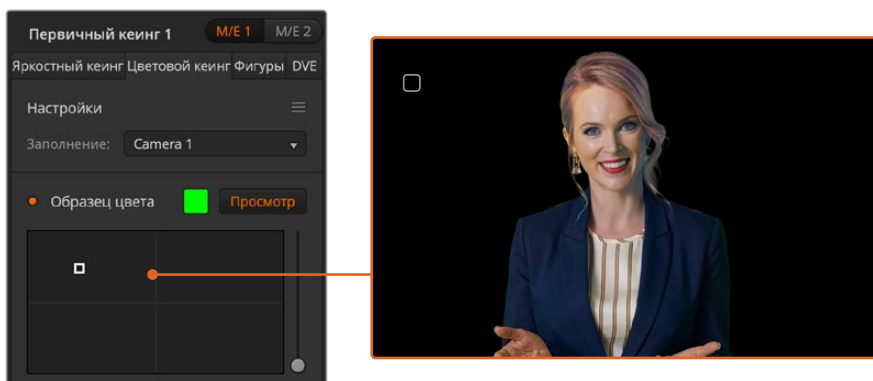 Первичный кеинг 1 M/E 1 M/E 2
Яркостный кеинг Цветовой кеинг Фигуры DVE
Настройки
Заполнение: Camera 1
Образец цвета Просмотр